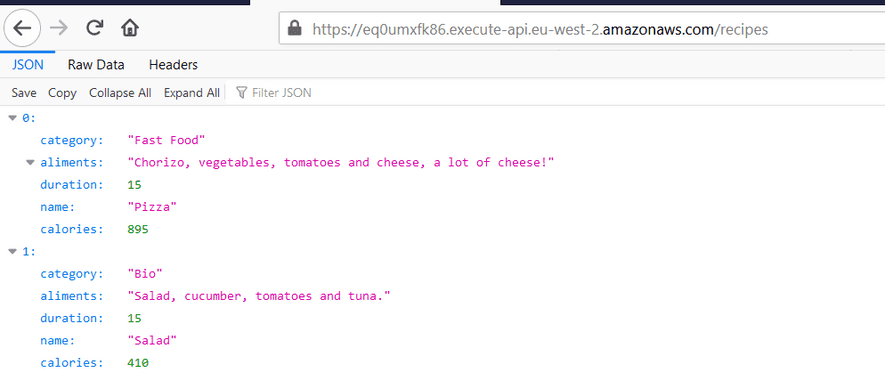 https://eq0umxfk86.execute-api.eu-west-2.amazonaws.com/recipes
JSON Raw Data Headers
Save Copy Collapse All Expand All Filter JSON
0:
category: "Fast Food"
aliments: "Chorizo, vegetables, tomatoes and cheese, a lot of cheese!"
duration: 15
name: "Pizza"
calories: 895
1:
category: "Bio"
aliments: "Salad, cucumber, tomatoes and tuna."
duration: 15
name: "Salad"
calories: 410